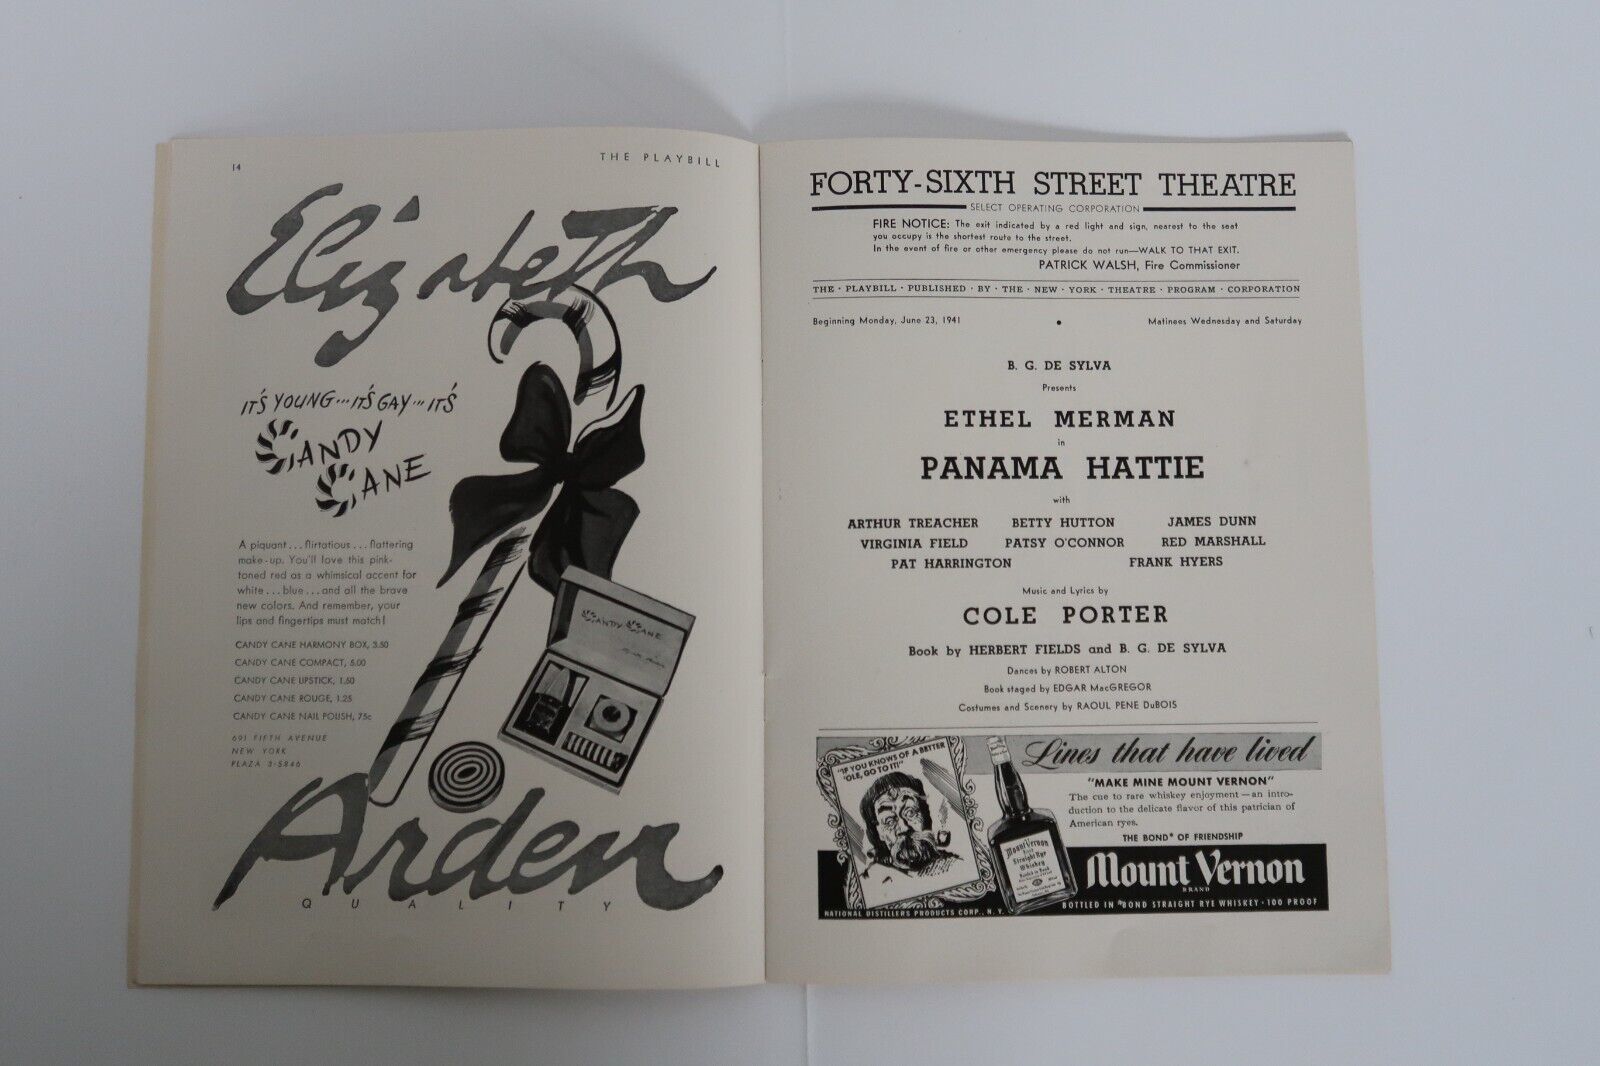 14
THE PLAYBILL
Elizabeth
IT'S YOUNG...IT'S GAY...IT'S
CANDY
CANE
A piquant...flirtatious...flattering
make-up. You'll love this pink-
toned red as a whimsical accent for
white...blue...and all the brave
new colors. And remember, your
lips and fingertips must match!
CANDY CANE HARMONY BOX, 3.50
CANDY CANE COMPACT, 5.00
CANDY CANE LIPSTICK, 1.50
CANDY CANE ROUGE, 1.25
CANDY CANE NAIL POLISH, 75c
691 FIFTH AVENUE
NEW YORK
PLAZA 3-5846
CANDY CANE
Arden
QUALITY
FORTY-SIXTH STREET THEATRE
SELECT OPERATING CORPORATION
FIRE NOTICE: The exit indicated by a red light and sign, nearest to the seat
you occupy is the shortest route to the street.
In the event of fire or other emergency please do not run—WALK TO THAT EXIT.
PATRICK WALSH, Fire Commissioner
THE · PLAYBILL · PUBLISHED · BY · THE · NEW · YORK · THEATRE · PROGRAM · CORPORATION
Beginning Monday, June 23, 1941 • Matinees Wednesday and Saturday
B. G. DE SYLVA
Presents
ETHEL MERMAN
in
PANAMA HATTIE
with
ARTHUR TREACHER BETTY HUTTON JAMES DUNN
VIRGINIA FIELD PATSY O'CONNOR RED MARSHALL
PAT HARRINGTON FRANK HYERS
Music and Lyrics by
COLE PORTER
Book by HERBERT FIELDS and B. G. DE SYLVA
Dances by ROBERT ALTON
Book staged by EDGAR MacGREGOR
Costumes and Scenery by RAOUL PENE DuBOIS
"IF YOU KNOWS OF A BETTER
'OLE, GO TO IT!"
Lines that have lived
"MAKE MINE MOUNT VERNON"
The cue to rare whiskey enjoyment—an intro-
duction to the delicate flavor of this patrician of
American ryes.
THE BOND* OF FRIENDSHIP
Mount Vernon
BRAND
Straight Rye
Whiskey
Mount Vernon
BRAND
BOTTLED IN *BOND STRAIGHT RYE WHISKEY · 100 PROOF
NATIONAL DISTILLERS PRODUCTS CORP., N. Y.